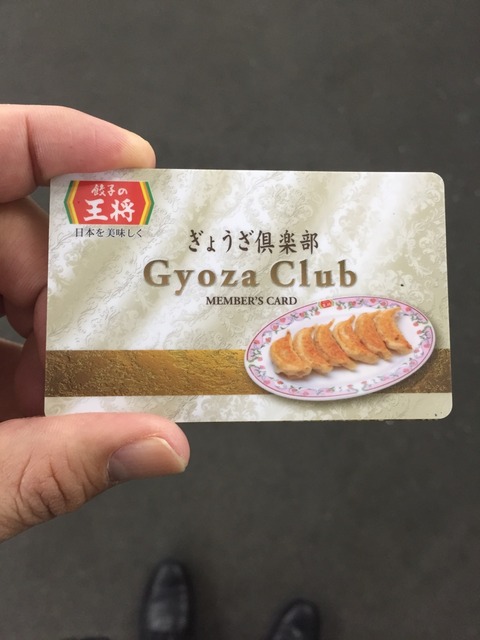 餃子の
王将
日本を美味しく
ぎょうざ倶楽部
Gyoza Club
MEMBER'S CARD